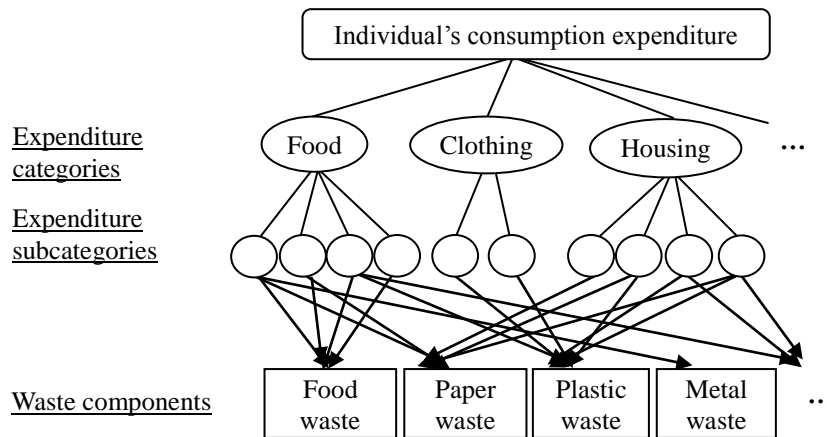 Individual’s consumption expenditure
Expenditure
categories
Food
Clothing
Housing
...
Expenditure
subcategories
Waste components
Food
waste
Paper
waste
Plastic
waste
Metal
waste
..